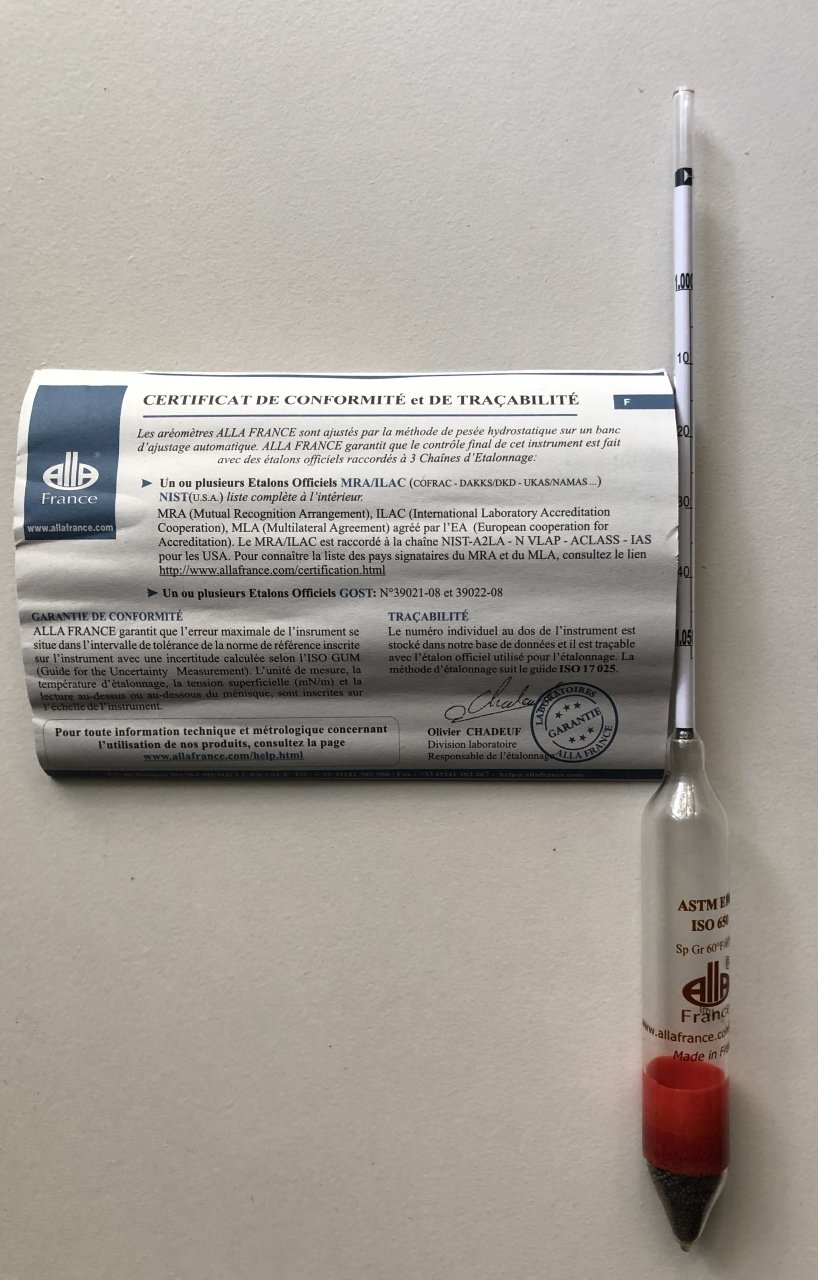 CERTIFICAT DE CONFORMITÉ et DE TRAÇABILITÉ
F
Les aréomètres ALLA FRANCE sont ajustés par la méthode de pesée hydrostatique sur un banc
d'ajustage automatique. ALLA FRANCE garantit que le contrôle final de cet instrument est fait
avec des étalons officiels raccordés à 3 Chaînes d'Etalonnage:
AllA®
France
www.allafrance.com
Un ou plusieurs Etalons Officiels MRA/ILAC (COFRAC - DAKKS/DKD - UKAS/NAMAS ...)
NIST(U.S.A.) liste complète à l'intérieur.
MRA (Mutual Recognition Arrangement), ILAC (International Laboratory Accreditation
Cooperation), MLA (Multilateral Agreement) agréé par l'EA (European cooperation for
Accreditation). Le MRA/ILAC est raccordé à la chaîne NIST-A2LA - N VLAP - ACLASS - IAS
pour les USA. Pour connaître la liste des pays signataires du MRA et du MLA, consultez le lien
http://www.allafrance.com/certification.html
Un ou plusieurs Etalons Officiels GOST: N°39021-08 et 39022-08
GARANTIE DE CONFORMITÉ
ALLA FRANCE garantit que l'erreur maximale de l'insrument se
situe dans l'intervalle de tolérance de la norme de référence inscrite
sur l'instrument avec une incertitude calculée selon l'ISO GUM
(Guide for the Uncertainty Measurement). L'unité de mesure, la
température d'étalonnage, la tension superficielle (mN/m) et la
lecture au-dessus ou au-dessous du ménisque, sont inscrites sur
l'échelle de l'instrument.
TRAÇABILITÉ
Le numéro individuel au dos de l'instrument est
stocké dans notre base de données et il est traçable
avec l'étalon officiel utilisé pour l'étalonnage. La
méthode d'étalonnage suit le guide ISO 17 025.
Pour toute information technique et métrologique concernant
l'utilisation de nos produits, consultez la page
www.allafrance.com/help.html
Olivier CHADEUF
Division laboratoire
Responsable de l'étalonnage
LABORATOIRES
GARANTIE
ALLA FRANCE
1.000
10
20
30
40
1.05
ASTM
ISO 650
Sp Gr 60°F
AllA®
France
www.allafrance.co
Made in